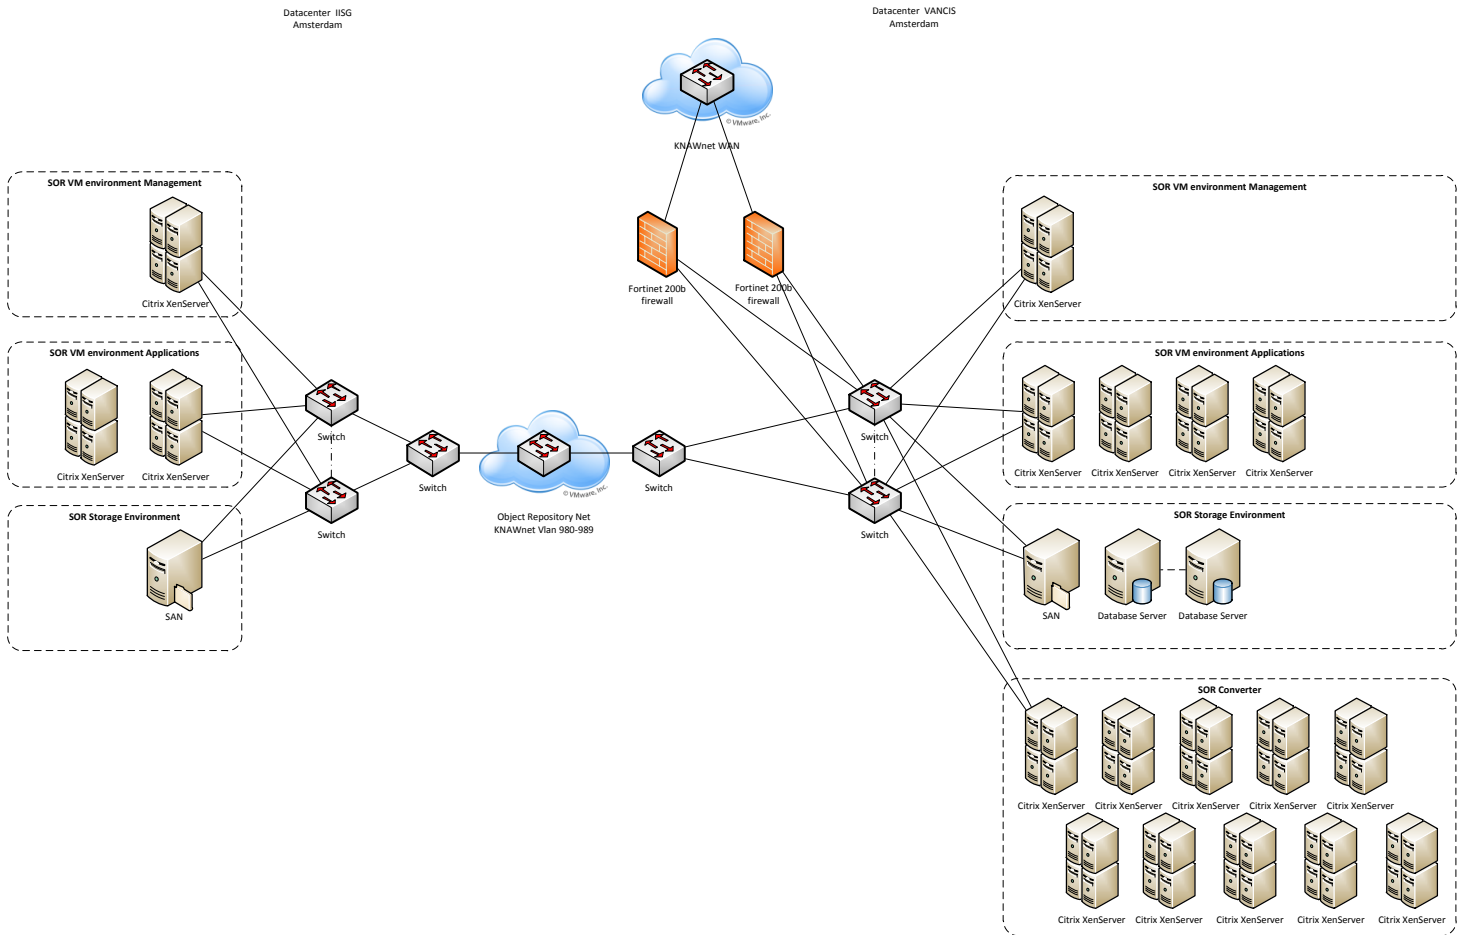 Datacenter IISG
Amsterdam
Datacenter VANCIS
Amsterdam
©VMware, Inc.
KNAWnet WAN
SOR VM environment Management
Citrix XenServer
Fortinet 200b
firewall
Fortinet 200b
firewall
SOR VM environment Management
Citrix XenServer
SOR VM environment Applications
Citrix XenServer
Citrix XenServer
Switch
Switch
Switch
©VMware, Inc.
Object Repository Net
KNAWnet Vlan 980-989
Switch
Switch
Switch
SOR VM environment Applications
Citrix XenServer
Citrix XenServer
Citrix XenServer
Citrix XenServer
SOR Storage Environment
SAN
SOR Storage Environment
SAN
Database Server
Database Server
SOR Converter
Citrix XenServer
Citrix XenServer
Citrix XenServer
Citrix XenServer
Citrix XenServer
Citrix XenServer
Citrix XenServer
Citrix XenServer
Citrix XenServer
Citrix XenServer